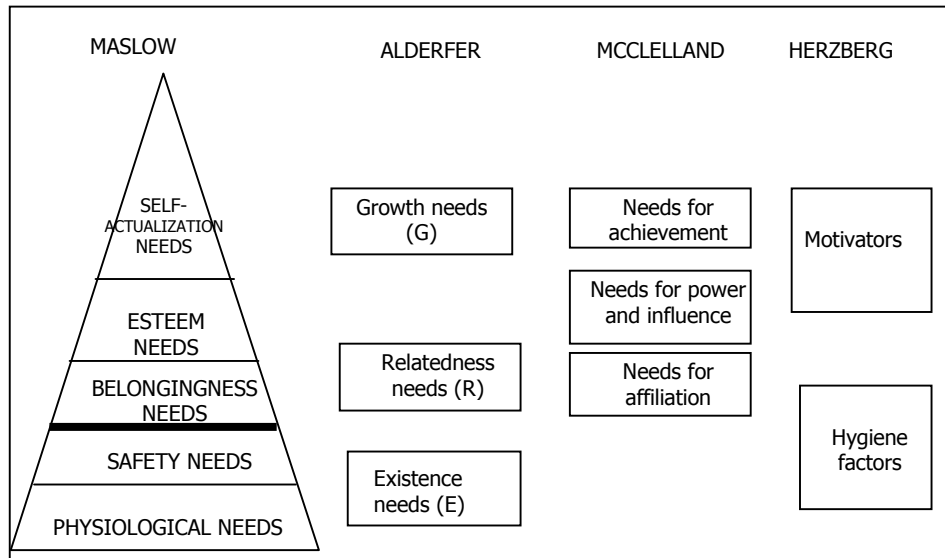 MASLOW
ALDERFER
MCCLELLAND
HERZBERG
SELF-
ACTUALIZATION
NEEDS
ESTEEM
NEEDS
BELONGINGNESS
NEEDS
SAFETY NEEDS
PHYSIOLOGICAL NEEDS
Growth needs
(G)
Relatedness
needs (R)
Existence
needs (E)
Needs for
achievement
Needs for power
and influence
Needs for
affiliation
Motivators
Hygiene
factors